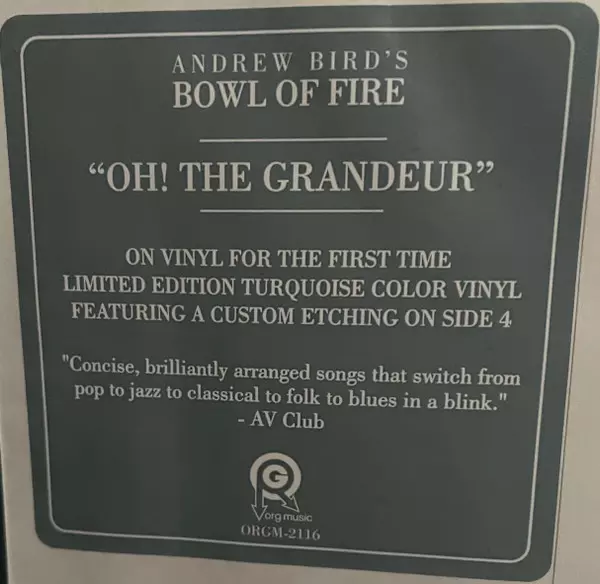 ANDREW BIRD'S
BOWL OF FIRE
“OH! THE GRANDEUR”
ON VINYL FOR THE FIRST TIME
LIMITED EDITION TURQUOISE COLOR VINYL
FEATURING A CUSTOM ETCHING ON SIDE 4
"Concise, brilliantly arranged songs that switch from
pop to jazz to classical to folk to blues in a blink."
- AV Club
G
org music
ORGM-2116